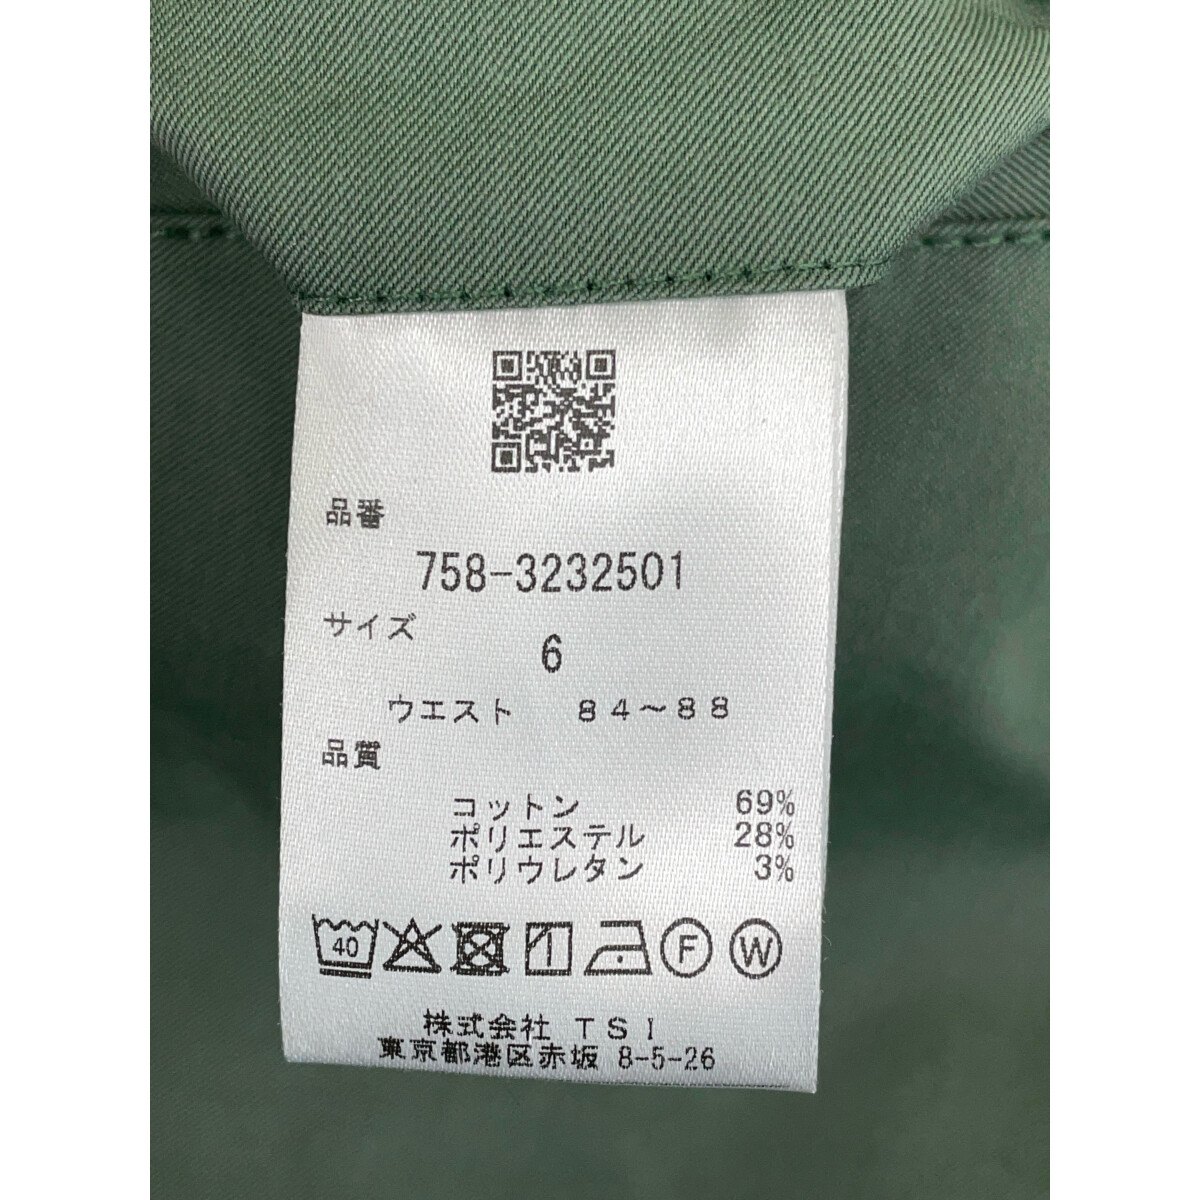 品番
758-3232501
サイズ
6
ウエスト 84~88
品質
コットン 69%
ポリエステル 28%
ポリウレタン 3%
40 F W
株式会社 TSI
東京都港区赤坂 8-5-26